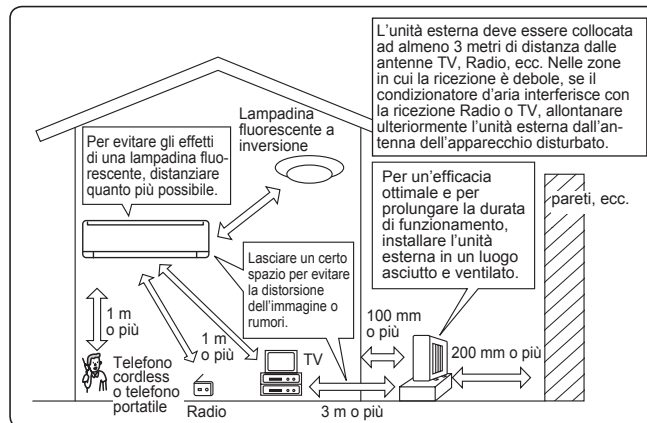 L'unità esterna deve essere collocata
ad almeno 3 metri di distanza dalle
antenne TV, Radio, ecc. Nelle zone
in cui la ricezione è debole, se il
condizionatore d'aria interferisce con
la ricezione Radio o TV, allontanare
ulteriormente l'unità esterna dall'an-
tenna dell'apparecchio disturbato.
Lampadina
fluorescente a
inversione
Per evitare gli effetti
di una lampadina fluo-
rescente, distanziare
quanto più possibile.
Per un'efficacia
ottimale e per
prolungare la durata
di funzionamento,
installare l'unità
esterna in un luogo
asciutto e ventilato.
pareti, ecc.
Lasciare un certo
spazio per evitare
la distorsione
dell'immagine o
rumori.
1 m
o più
1 m
o più
100 mm
o più
200 mm o più
Telefono
cordless
o telefono
portatile
Radio
TV
3 m o più